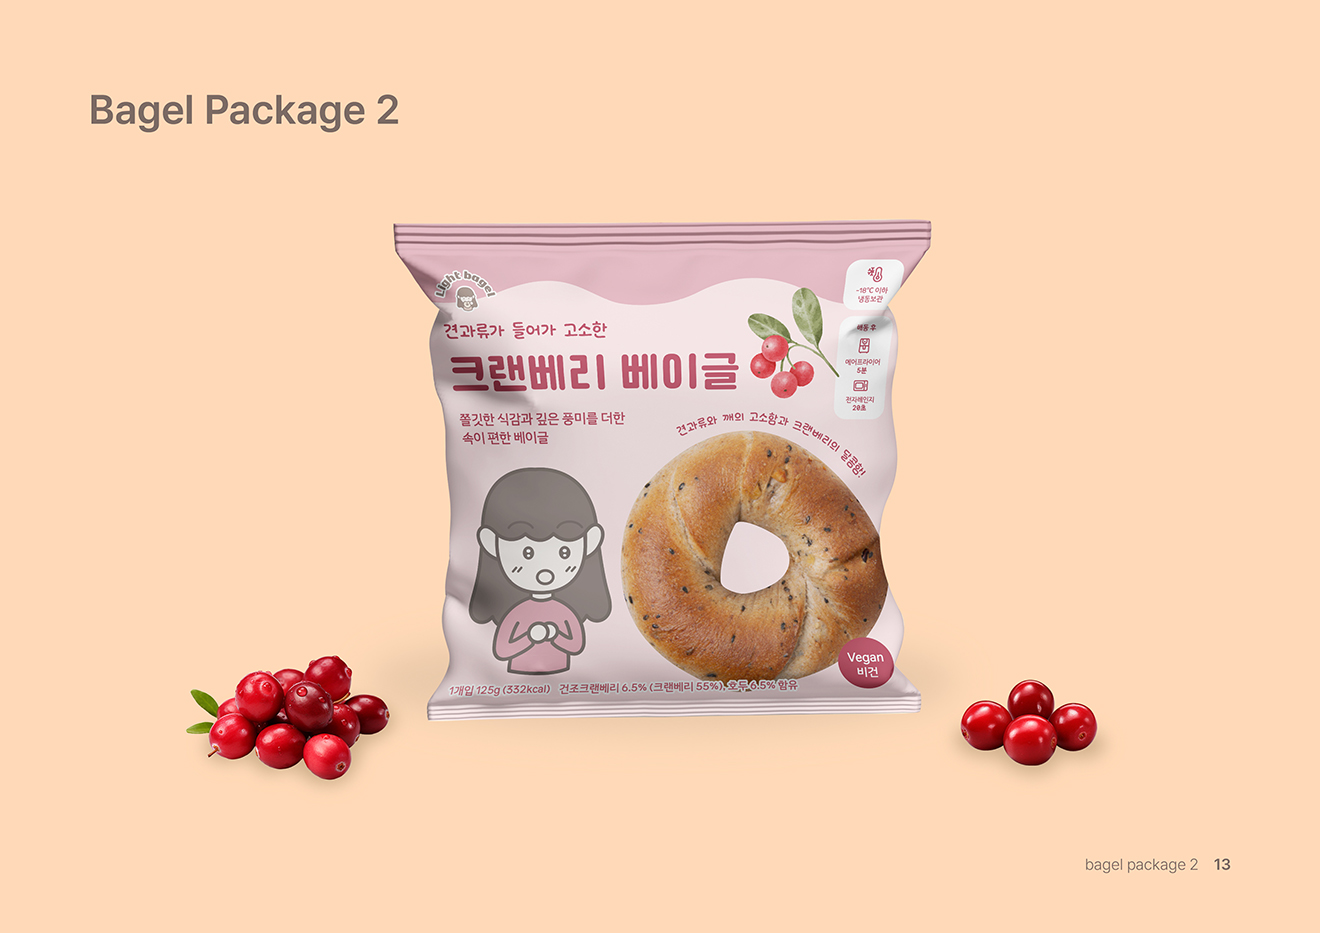 Bagel Package 2
Light bagel
견과류가 들어가 고소한
크랜베리 베이글
쫄깃한 식감과 깊은 풍미를 더한
속이 편한 베이글
-18℃ 이하
냉동보관
해동 후
에어프라이어
5분
전자레인지
20초
견과류와 깨의 고소함과 크랜베리의 달콤함!
Vegan
비건
1개입 125g (332kcal) 건조크랜베리 6.5% (크랜베리 55%), 호두 6.5% 함유
bagel package 2 13